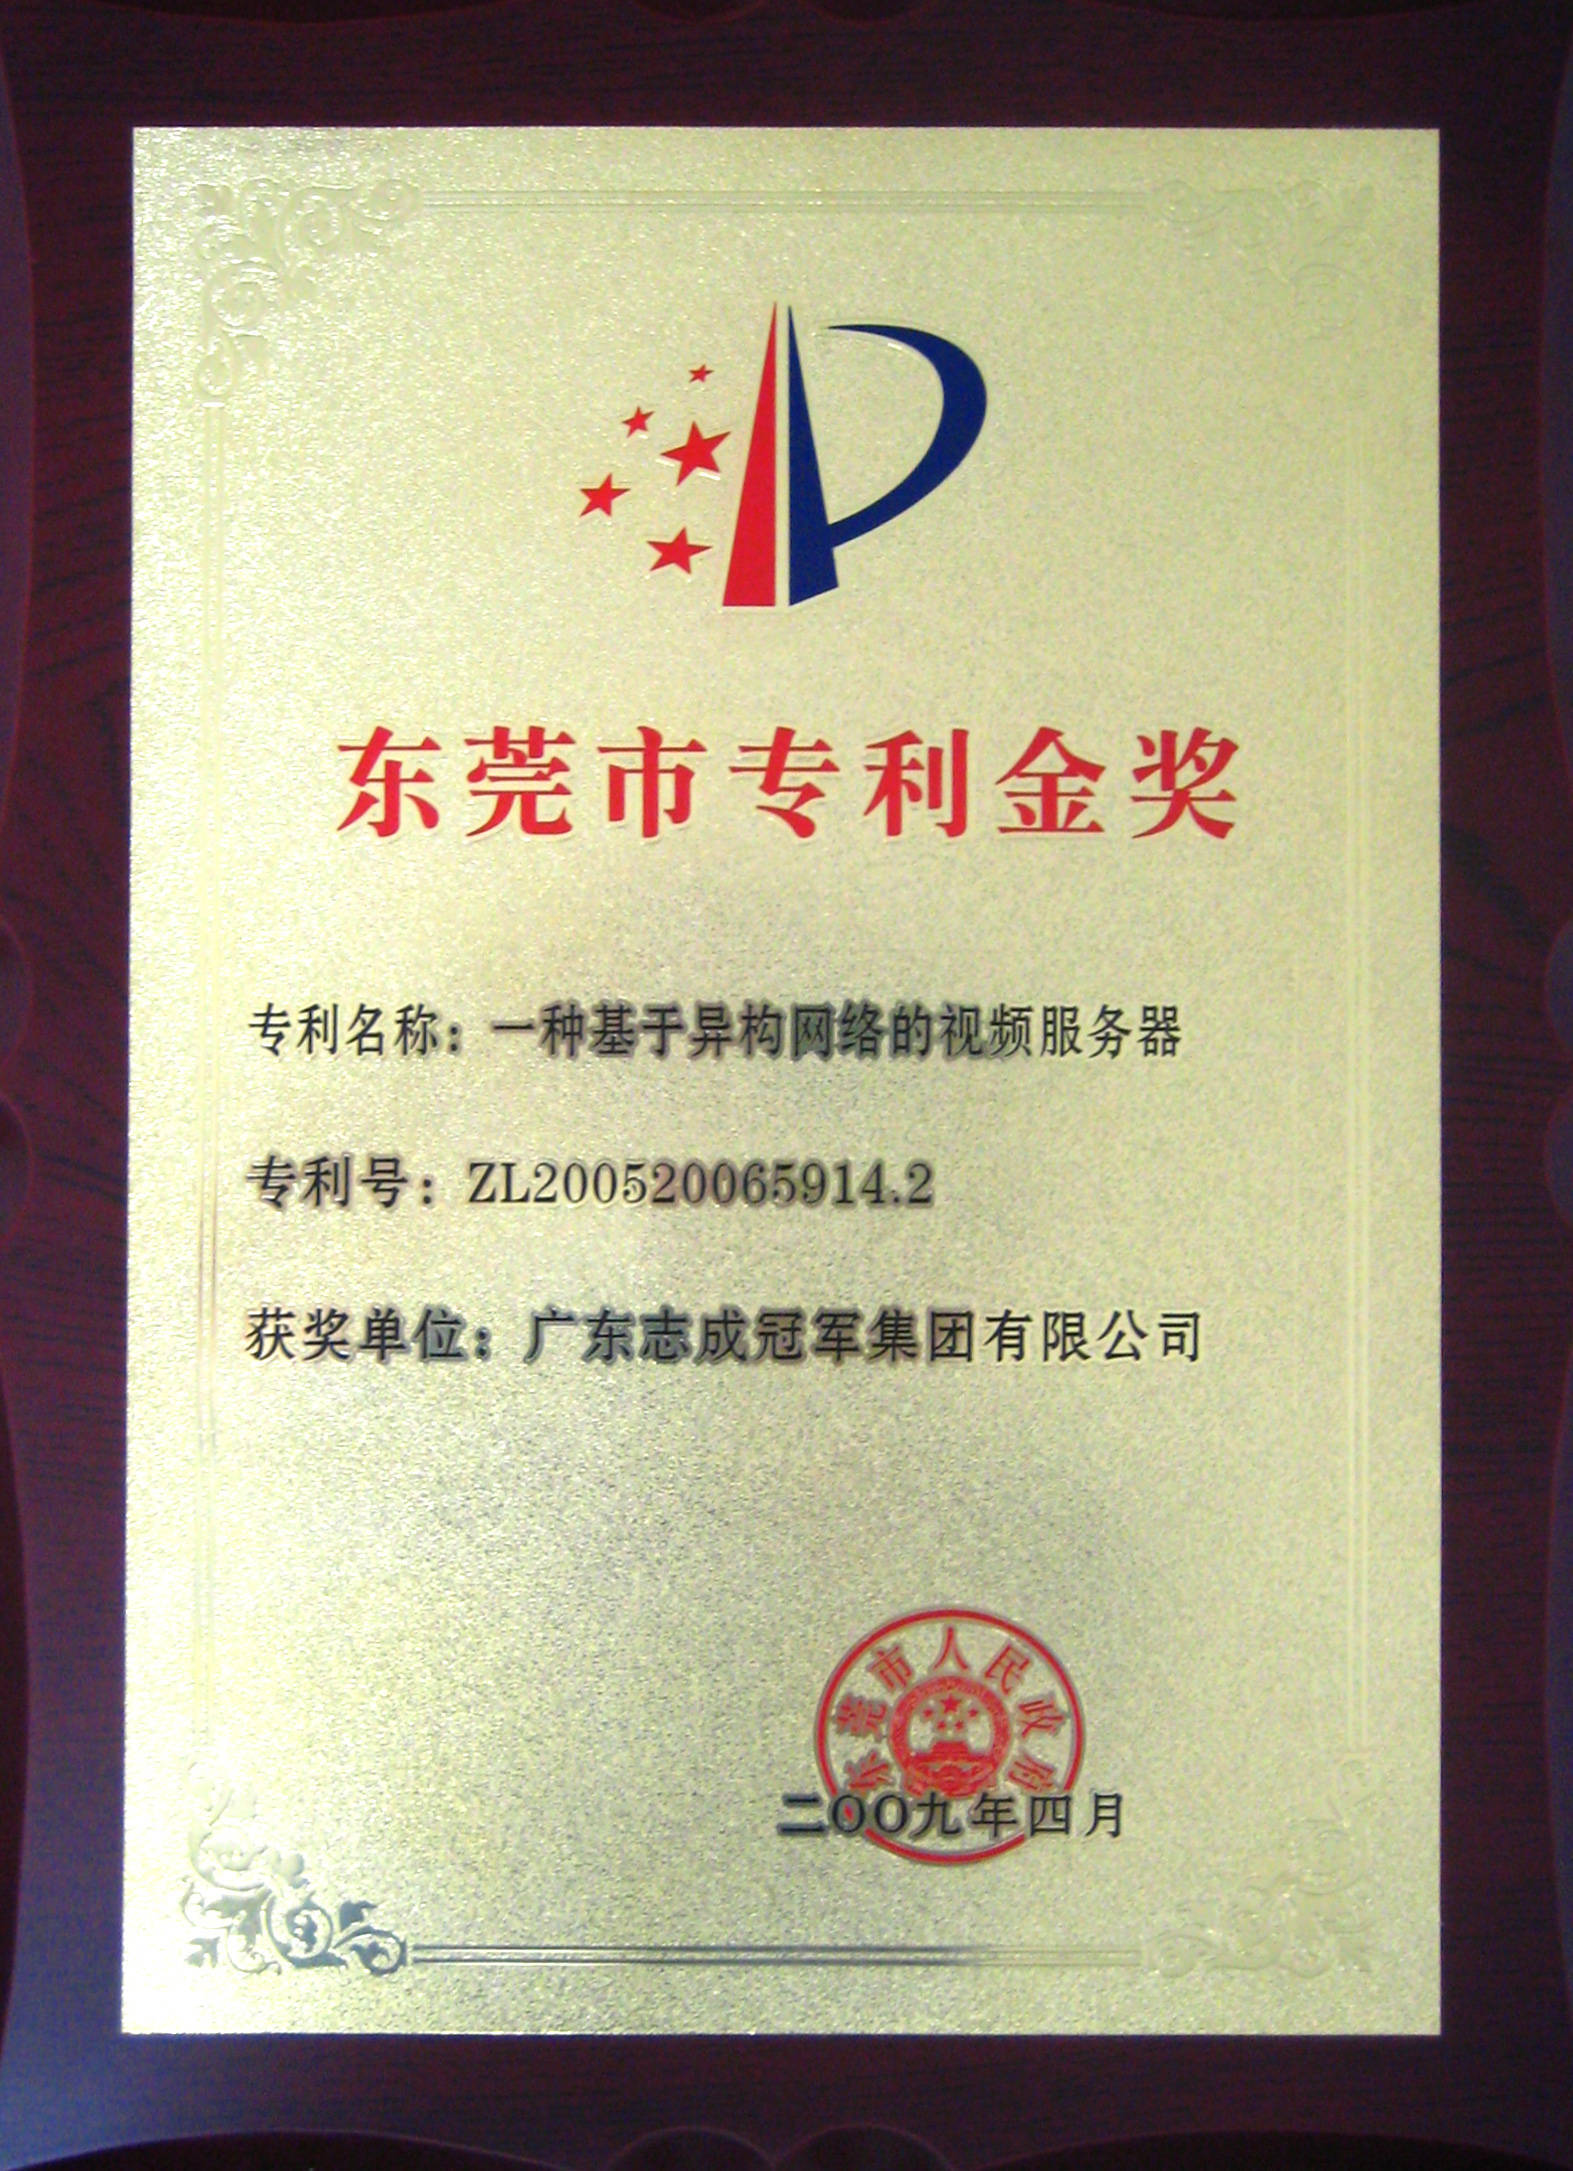 东莞市专利金奖
专利名称：一种基于异构网络的视频服务器
专利号：ZL200520065914.2
获奖单位：广东志成冠军集团有限公司
东莞市人民政府
二〇〇九年四月